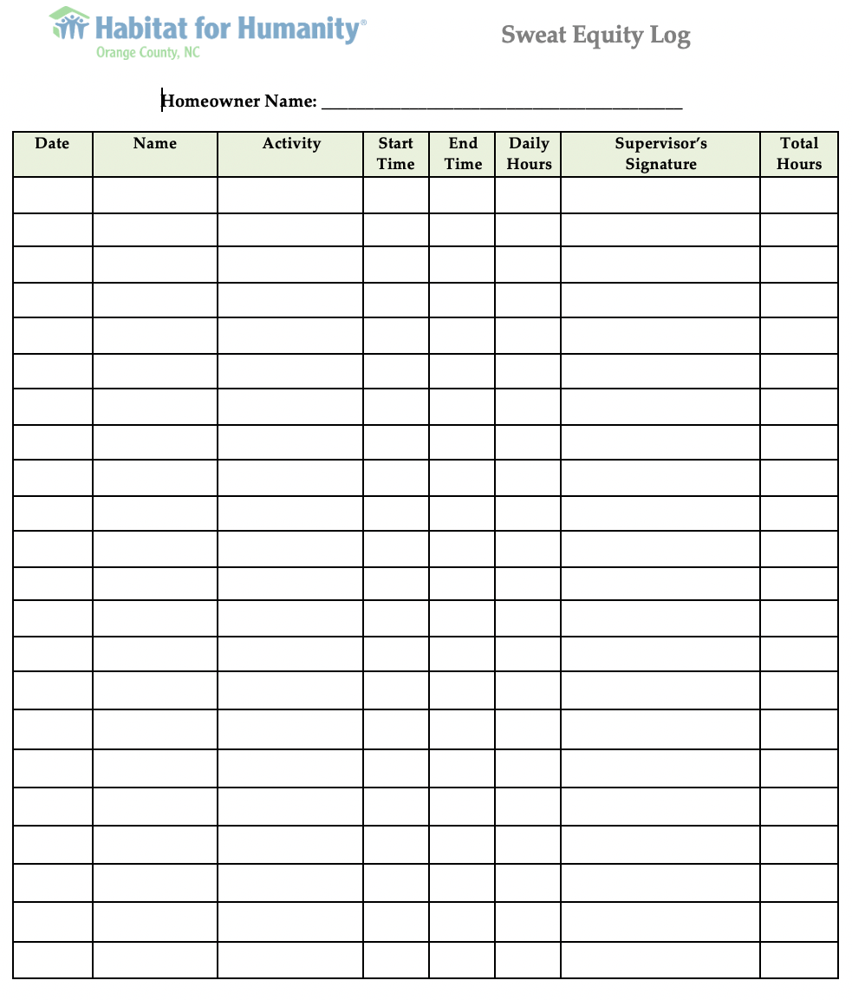 Habitat for Humanity®
Sweat Equity Log
Orange County, NC
Homeowner Name: ________________________________________
Date Name Activity Start Time End Time Daily Hours Supervisor’s Signature Total Hours